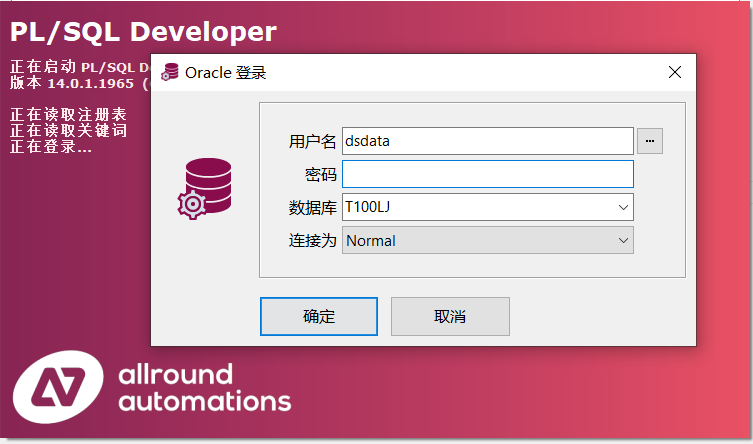 PL/SQL Developer
正在启动 PL/SQL
版本 14.0.1.1965
正在读取注册表
正在读取关键词
正在登录...
Oracle 登录
用户名 dsdata ...
密码
数据库 T100LJ
连接为 Normal
确定 取消
allround
automations